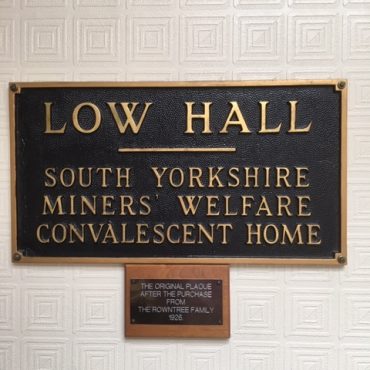 LOW HALL
SOUTH YORKSHIRE
MINERS' WELFARE
CONVALESCENT HOME
THE ORIGINAL PLAQUE
AFTER THE PURCHASE
FROM
THE ROWNTREE FAMILY
1926